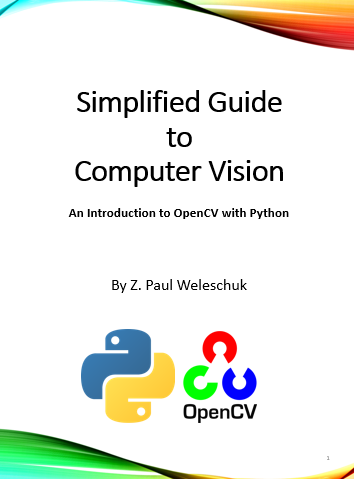 Simplified Guide
to
Computer Vision
An Introduction to OpenCV with Python
By Z. Paul Weleschuk
OpenCV
1